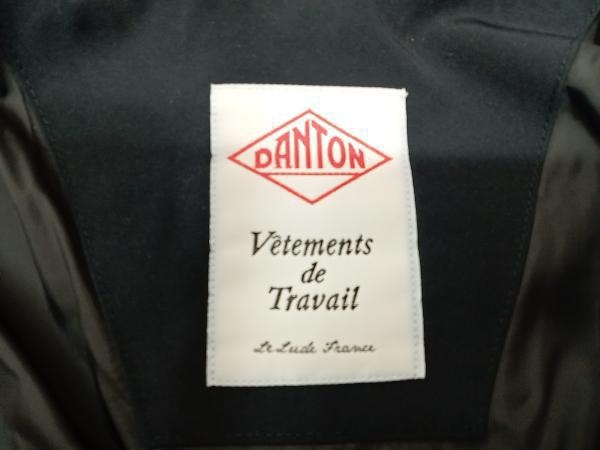 DANTON
Vêtements
de
Travail
Le Lude France